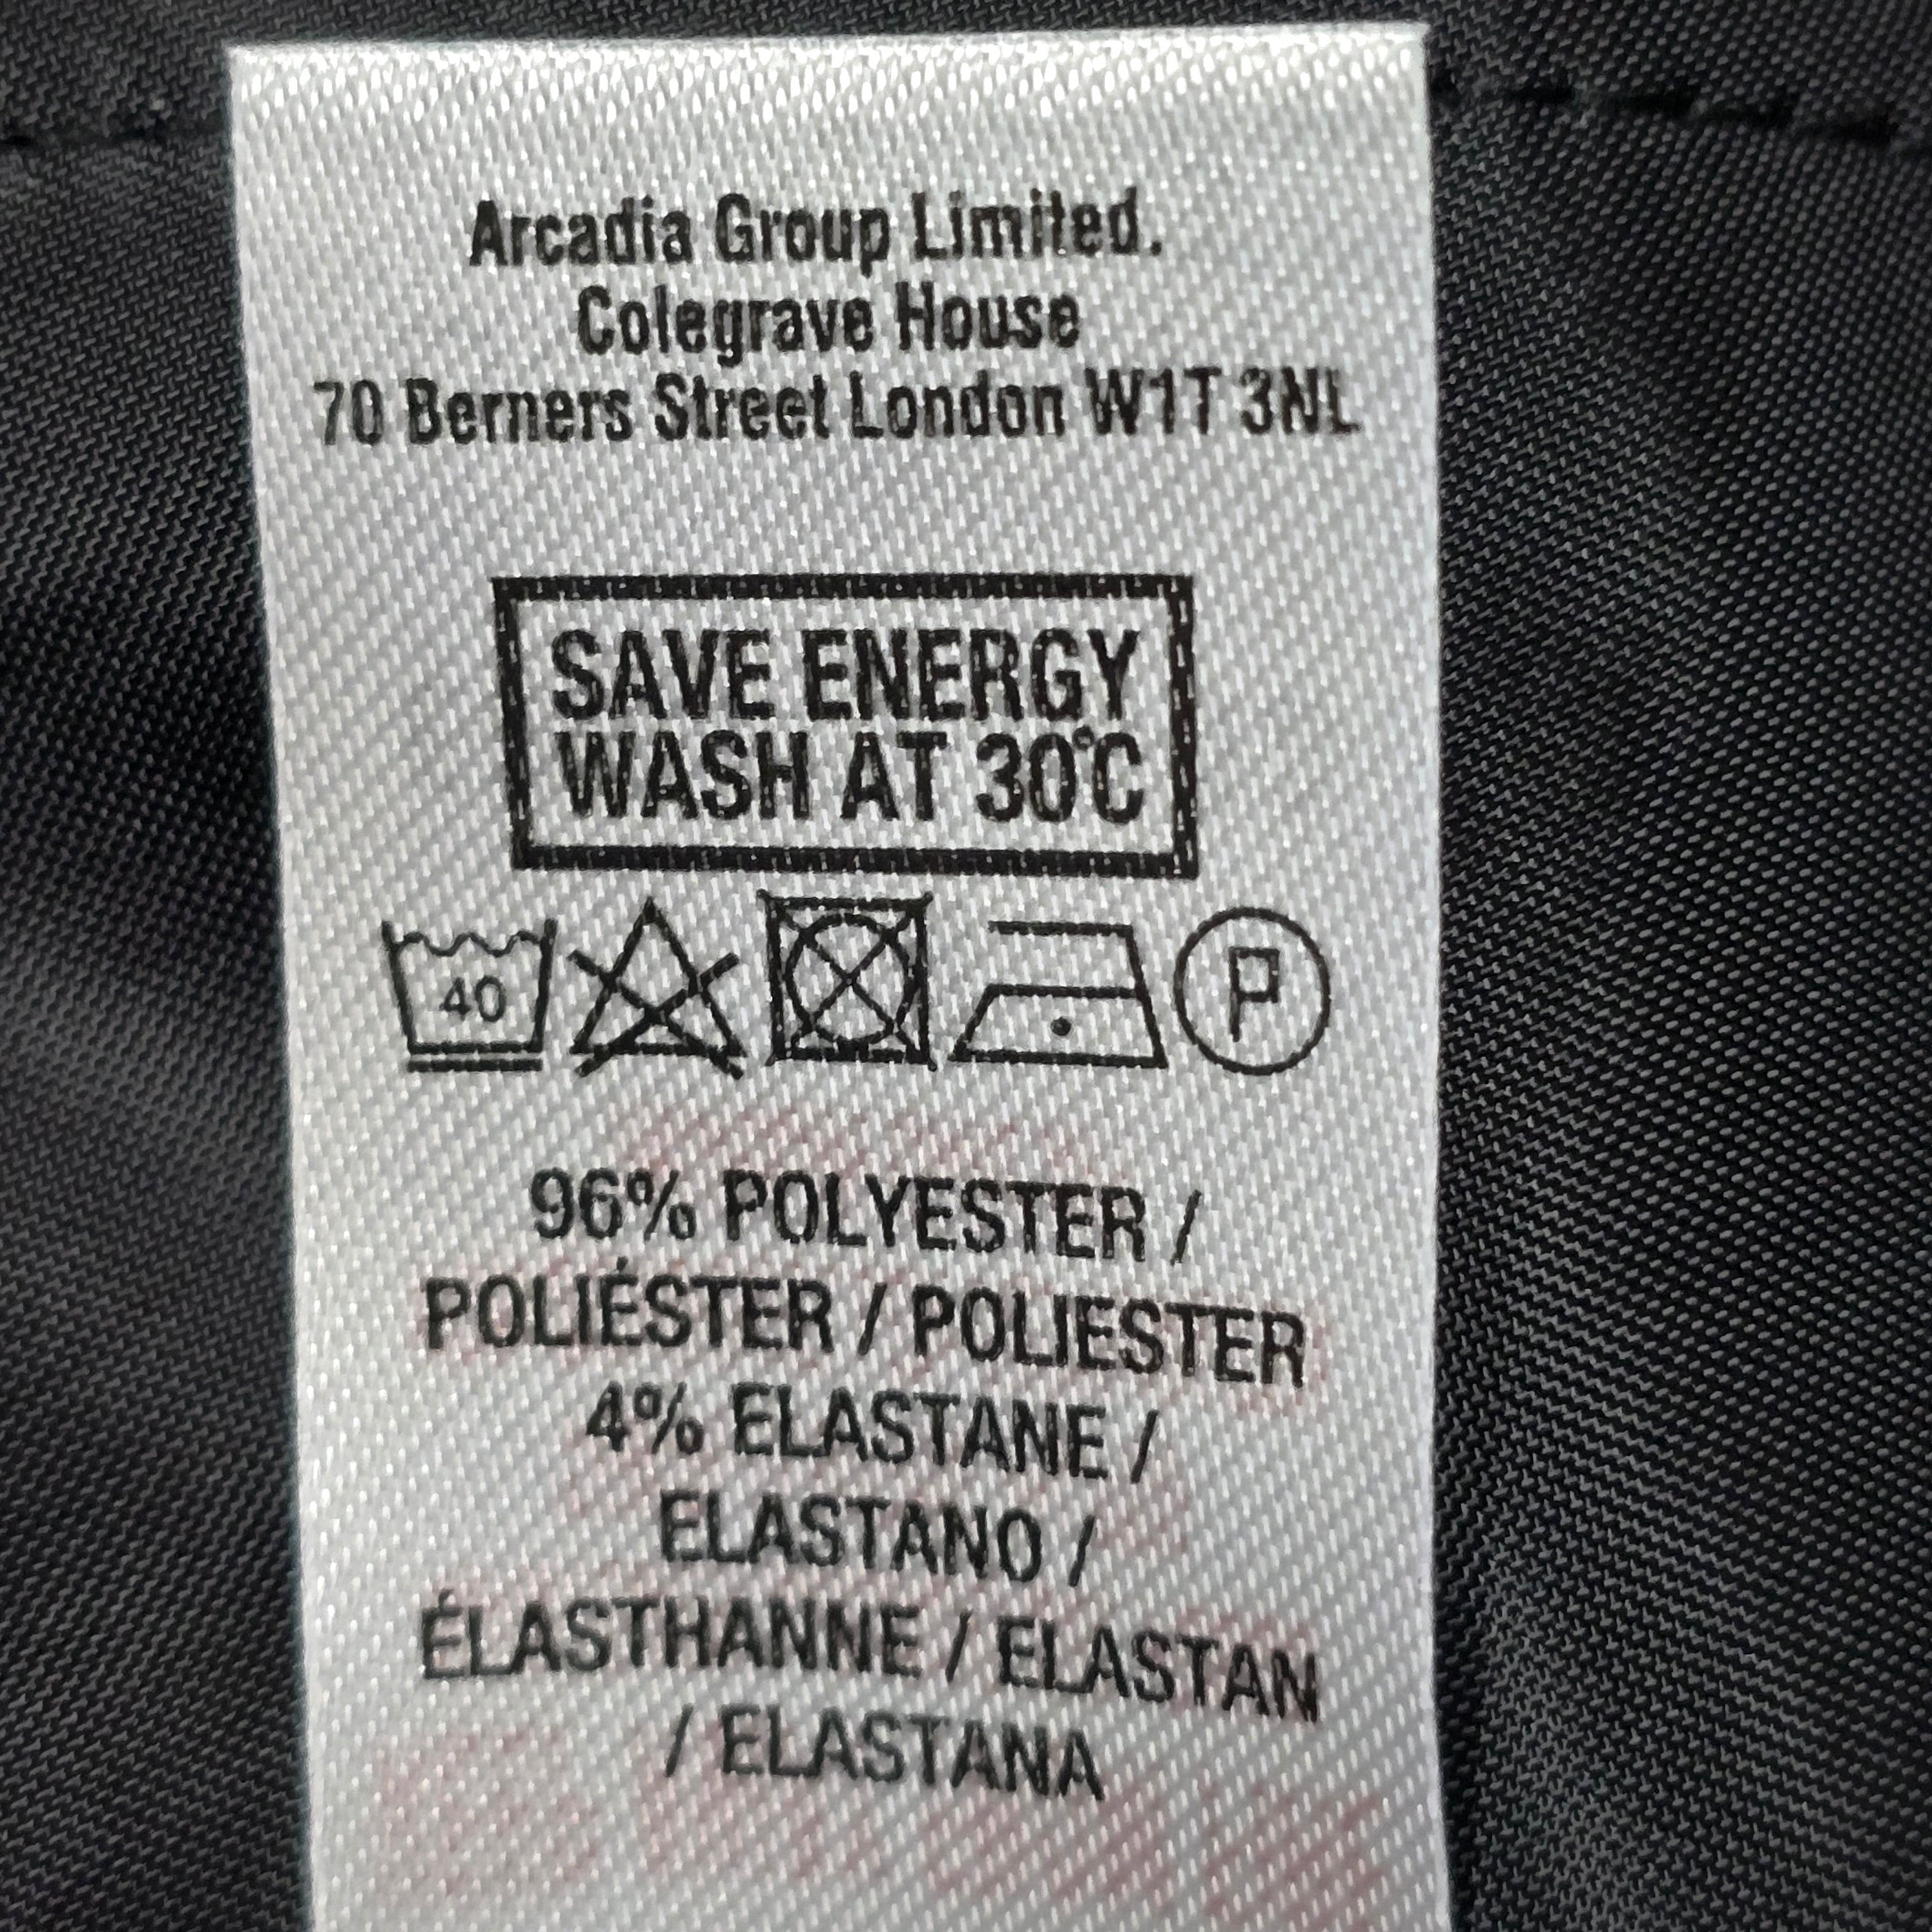 Arcadia Group Limited.
Colegrave House
70 Berners Street London W1T 3NL
SAVE ENERGY
WASH AT 30°C
40
P
96% POLYESTER /
POLIÉSTER / POLIESTER
4% ELASTANE /
ELASTANO /
ÉLASTHANNE / ELASTAN
/ ELASTANA